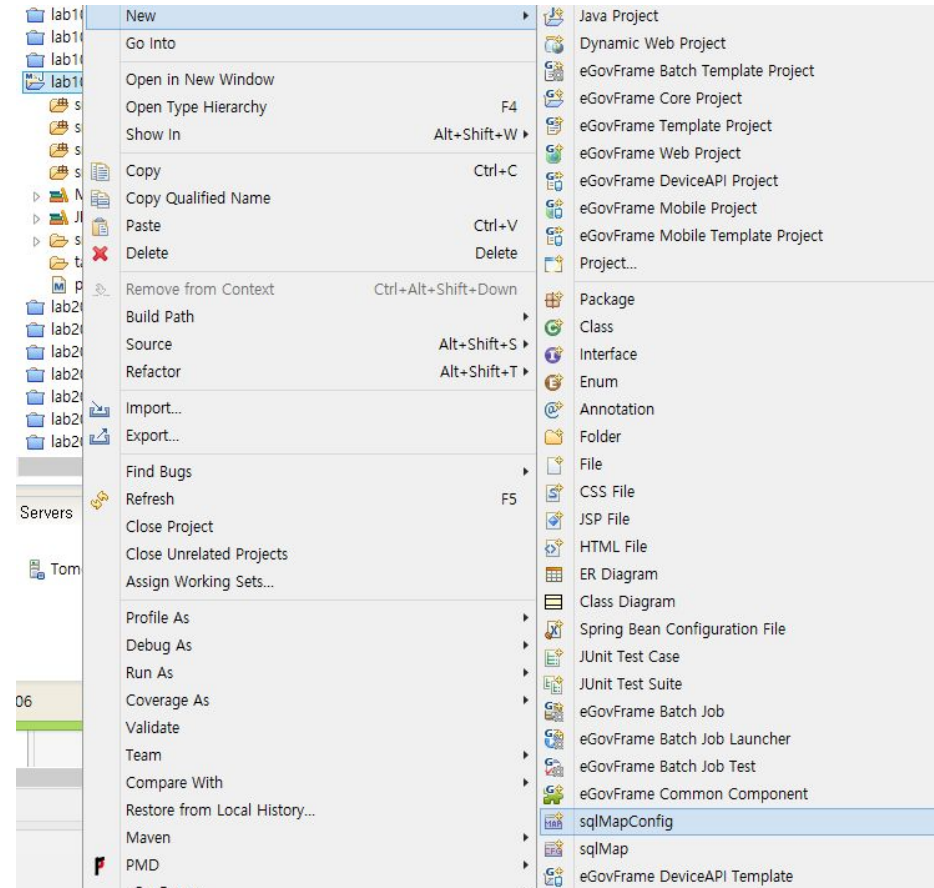 lab1
lab1
lab1
lab1
s
s
s
s
N
s
ta
p
lab2
lab2
lab2
lab2
lab2
lab2
lab2
Servers
Tom
06
New
Go Into
Open in New Window
Open Type Hierarchy F4
Show In Alt+Shift+W
Copy Ctrl+C
Copy Qualified Name
Paste Ctrl+V
Delete Delete
Remove from Context Ctrl+Alt+Shift+Down
Build Path
Source Alt+Shift+S
Refactor Alt+Shift+T
Import...
Export...
Find Bugs
Refresh F5
Close Project
Close Unrelated Projects
Assign Working Sets...
Profile As
Debug As
Run As
Coverage As
Validate
Team
Compare With
Restore from Local History...
Maven
PMD
Java Project
Dynamic Web Project
eGovFrame Batch Template Project
eGovFrame Core Project
eGovFrame Template Project
eGovFrame Web Project
eGovFrame DeviceAPI Project
eGovFrame Mobile Project
eGovFrame Mobile Template Project
Project...
Package
Class
Interface
Enum
Annotation
Folder
File
CSS File
JSP File
HTML File
ER Diagram
Class Diagram
Spring Bean Configuration File
JUnit Test Case
JUnit Test Suite
eGovFrame Batch Job
eGovFrame Batch Job Launcher
eGovFrame Batch Job Test
eGovFrame Common Component
sqlMapConfig
sqlMap
eGovFrame DeviceAPI Template